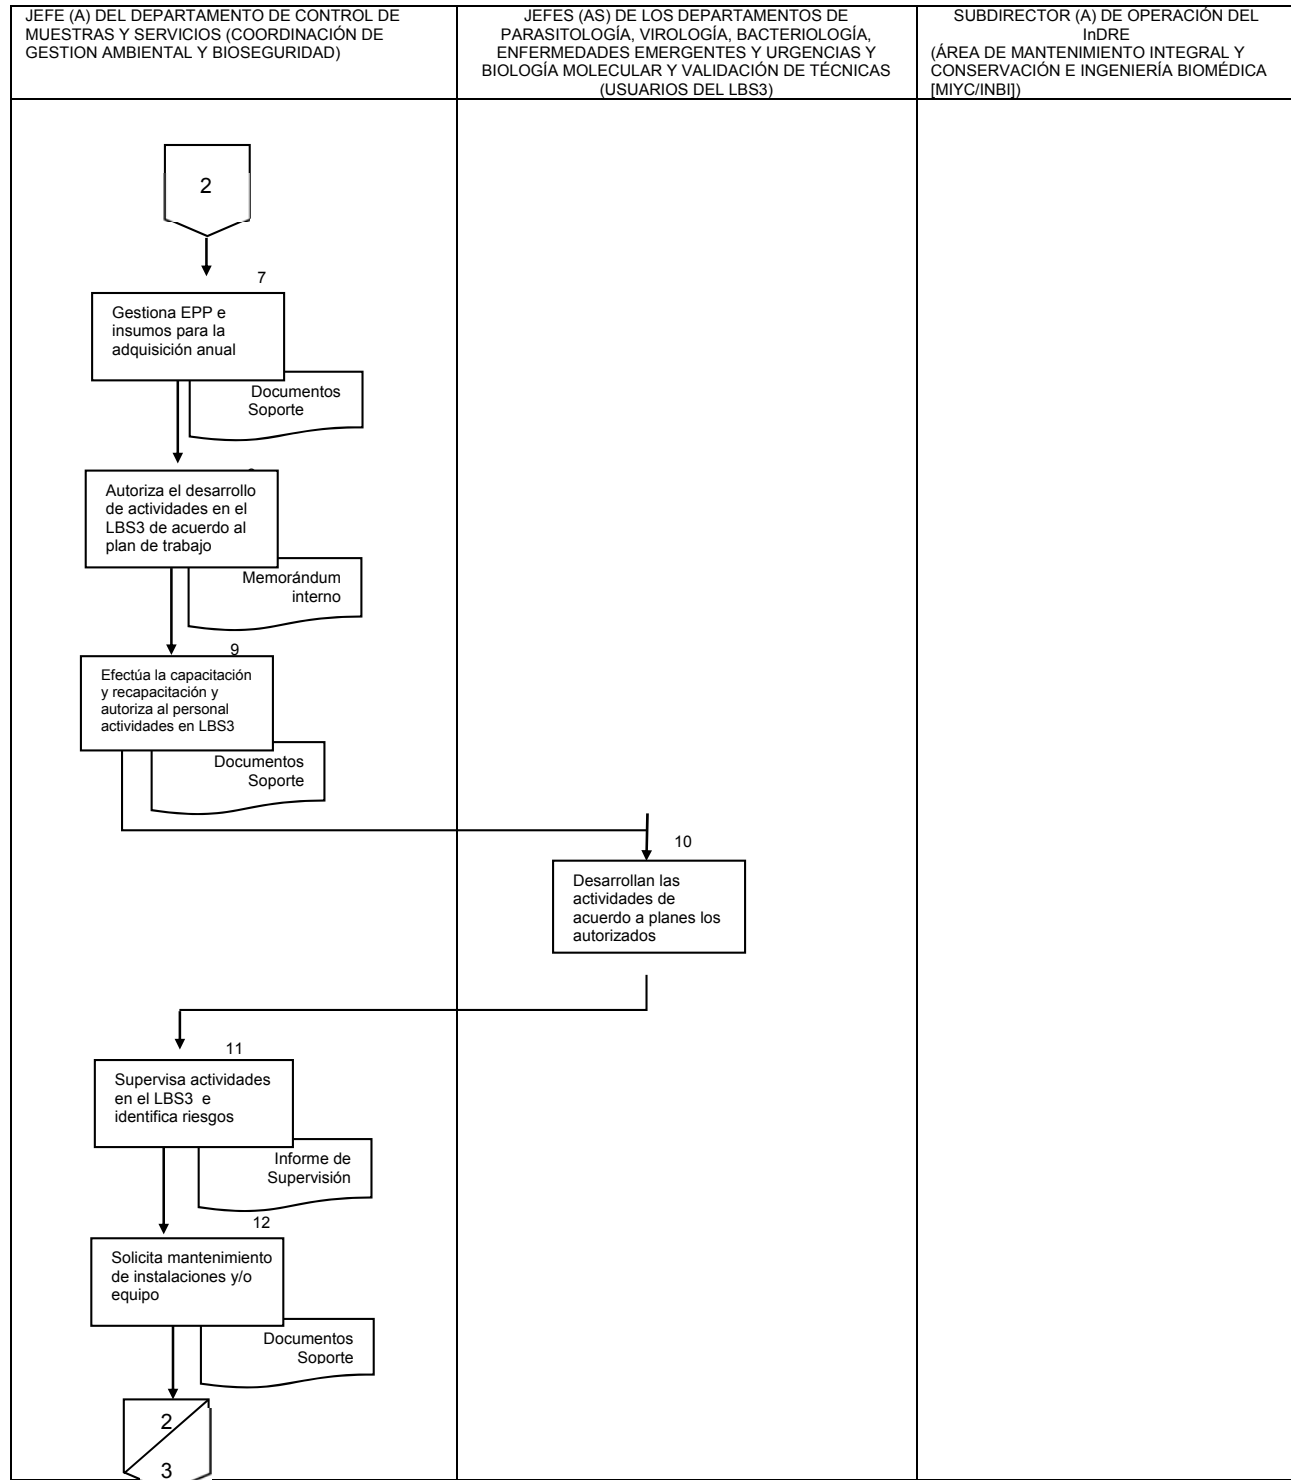 JEFE (A) DEL DEPARTAMENTO DE CONTROL DE
MUESTRAS Y SERVICIOS (COORDINACIÓN DE
GESTION AMBIENTAL Y BIOSEGURIDAD)
JEFES (AS) DE LOS DEPARTAMENTOS DE
PARASITOLOGÍA, VIROLOGÍA, BACTERIOLOGÍA,
ENFERMEDADES EMERGENTES Y URGENCIAS Y
BIOLOGÍA MOLECULAR Y VALIDACIÓN DE TÉCNICAS
(USUARIOS DEL LBS3)
SUBDIRECTOR (A) DE OPERACIÓN DEL
InDRE
(ÁREA DE MANTENIMIENTO INTEGRAL Y
CONSERVACIÓN E INGENIERÍA BIOMÉDICA
[MIYC/INBI])
2
7
Gestiona EPP e
insumos para la
adquisición anual
Documentos
Soporte
Autoriza el desarrollo
de actividades en el
LBS3 de acuerdo al
plan de trabajo
Memorándum
interno
9
Efectúa la capacitación
y recapacitación y
autoriza al personal
actividades en LBS3
Documentos
Soporte
10
Desarrollan las
actividades de
acuerdo a planes los
autorizados
11
Supervisa actividades
en el LBS3 e
identifica riesgos
Informe de
Supervisión
12
Solicita mantenimiento
de instalaciones y/o
equipo
Documentos
Soporte
2
3